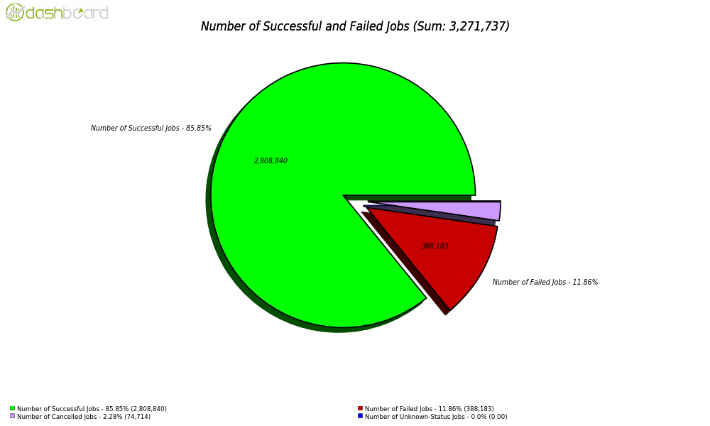 dashboard
Number of Successful and Failed Jobs (Sum: 3,271,737)
Number of Successful Jobs - 85.85%
2,808,840
388,183
Number of Failed Jobs - 11.86%
Number of Successful Jobs - 85.85% (2,808,840)
Number of Failed Jobs - 11.86% (388,183)
Number of Cancelled Jobs - 2.28% (74,714)
Number of Unknown-Status Jobs - 0.0% (0.00)